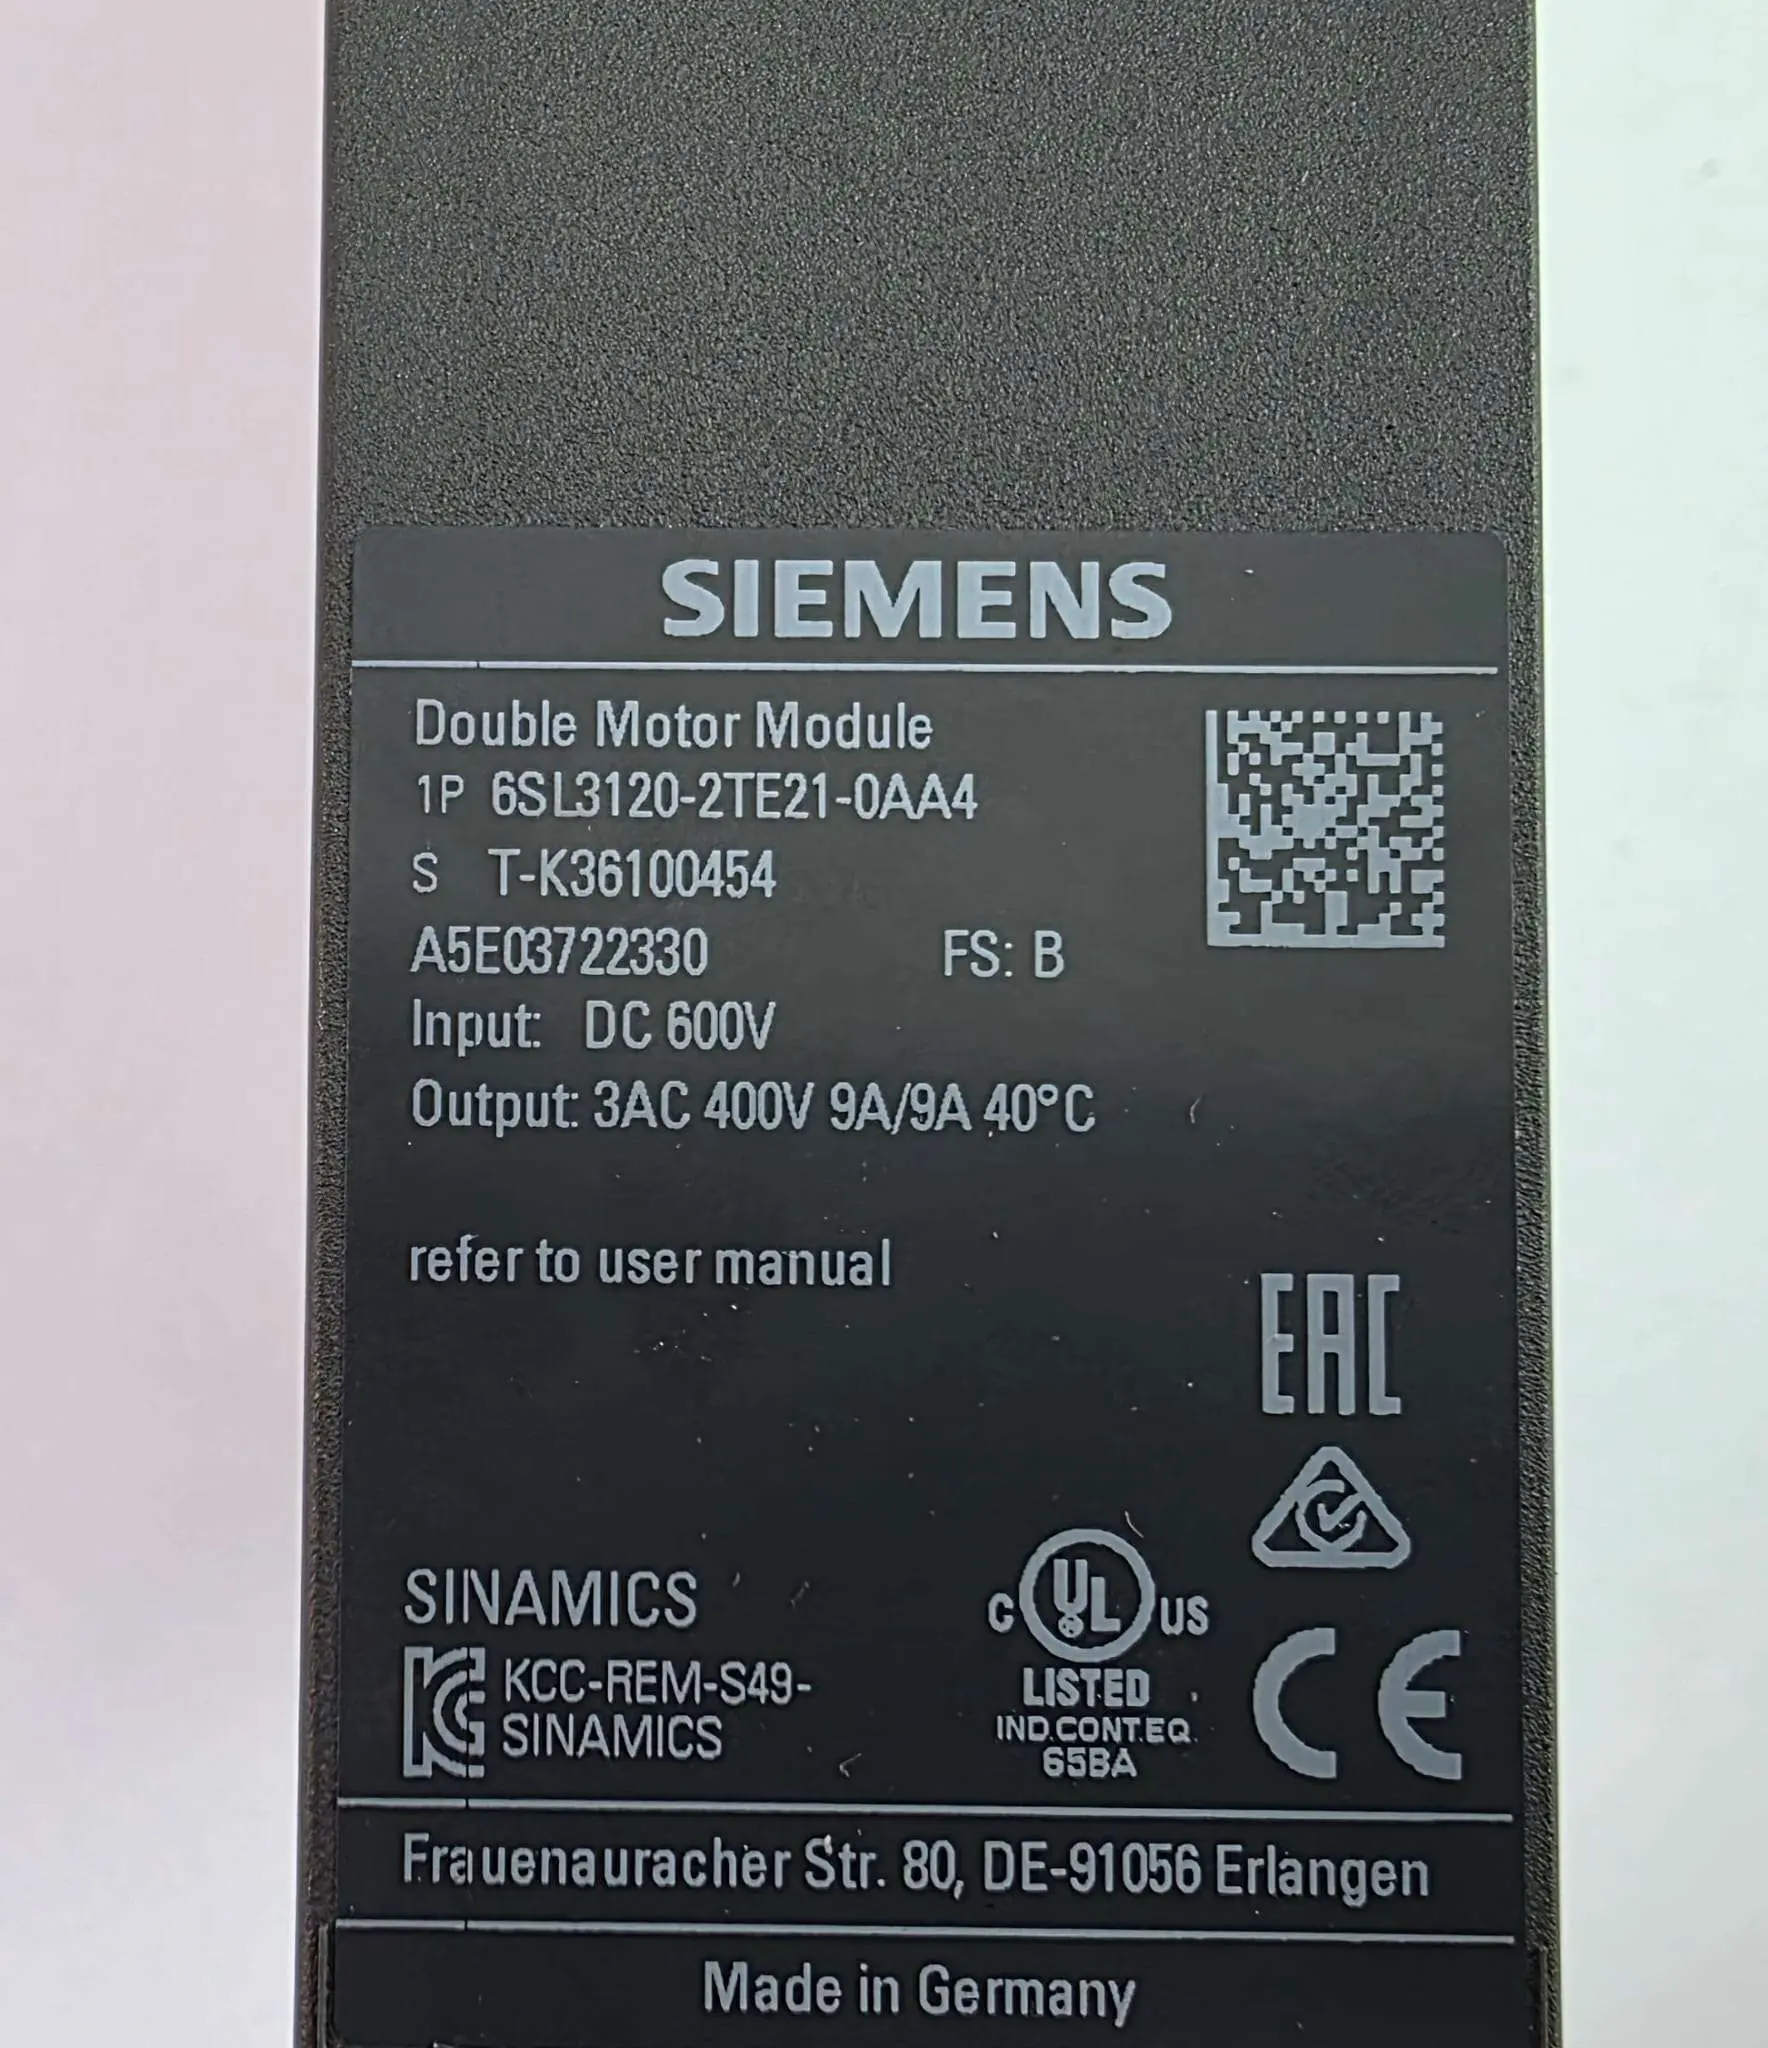 SIEMENS
Double Motor Module
1P 6SL3120-2TE21-0AA4
S T-K36100454
A5E03722330 FS: B
Input: DC 600V
Output: 3AC 400V 9A/9A 40°C
refer to user manual
EAC
SINAMICS
c UL us
LISTED
IND.CONT.EQ.
65BA
KCC-REM-S49-
SINAMICS
CE
Frauenauracher Str. 80, DE-91056 Erlangen
Made in Germany